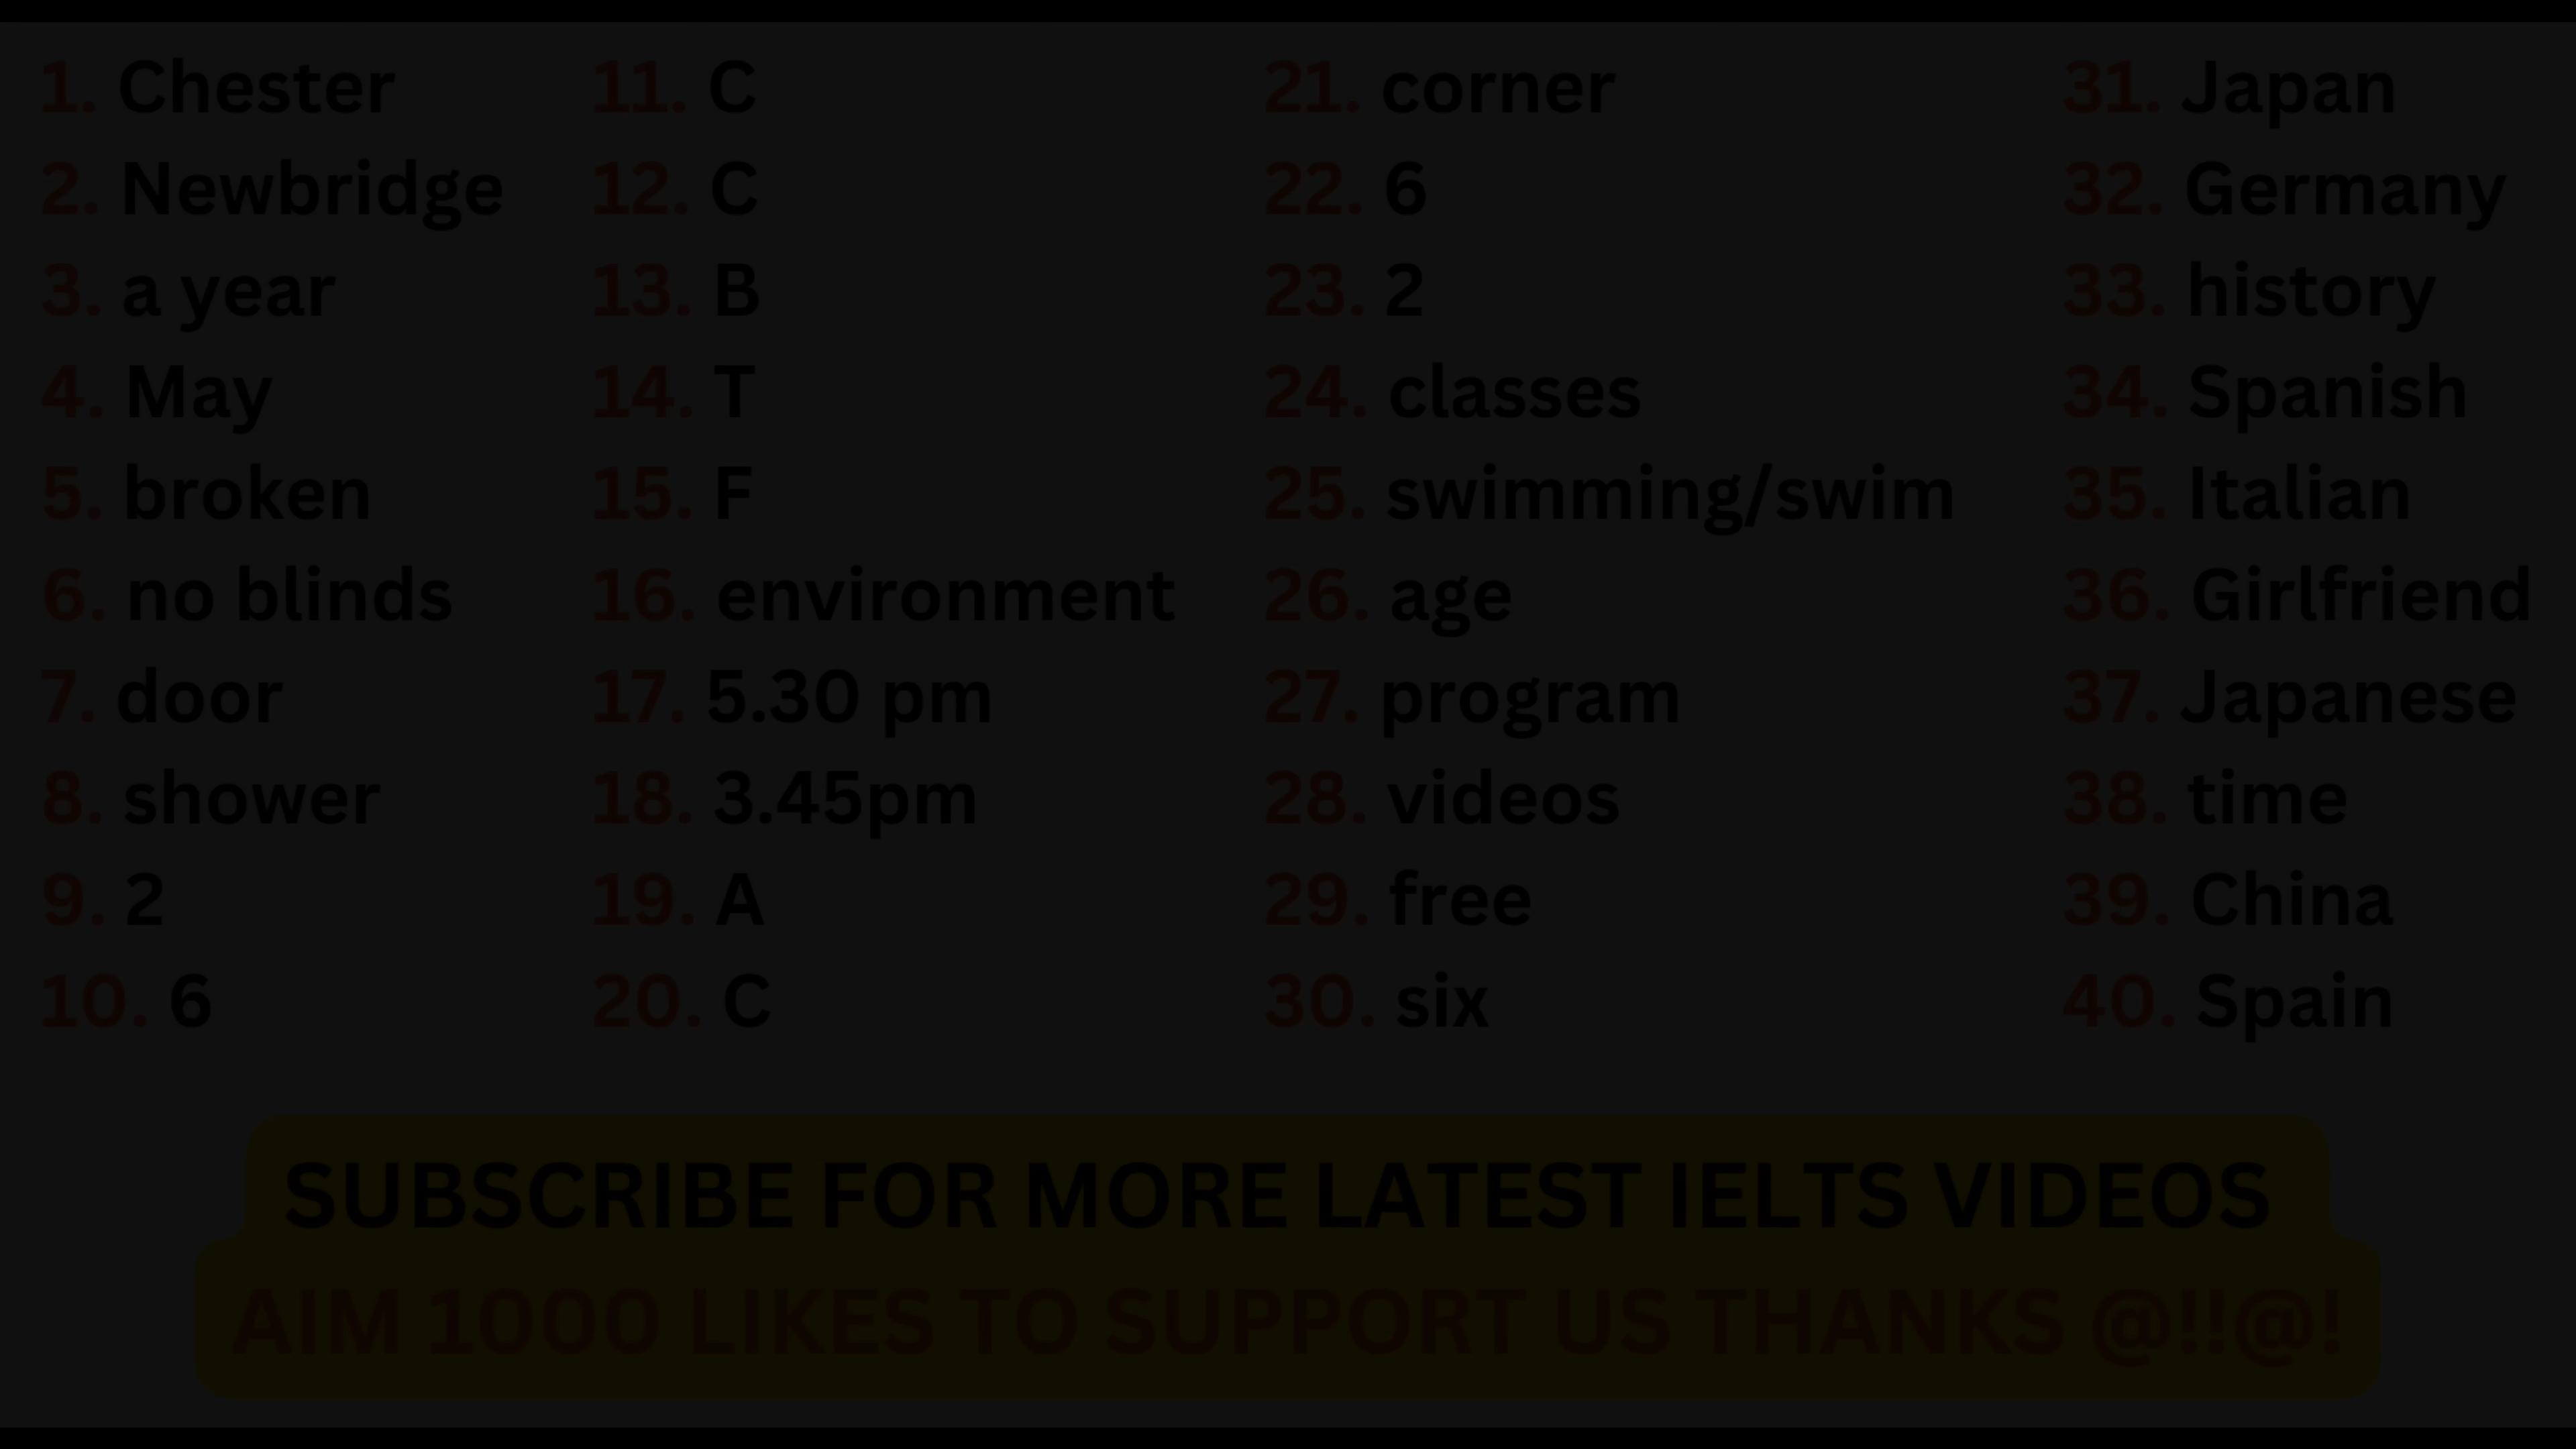 1. Chester
2. Newbridge
3. a year
4. May
5. broken
6. no blinds
7. door
8. shower
9. 2
10. 6
11. C
12. C
13. B
14. T
15. F
16. environment
17. 5.30 pm
18. 3.45pm
19. A
20. C
21. corner
22. 6
23. 2
24. classes
25. swimming/swim
26. age
27. program
28. videos
29. free
30. six
31. Japan
32. Germany
33. history
34. Spanish
35. Italian
36. Girlfriend
37. Japanese
38. time
39. China
40. Spain
SUBSCRIBE FOR MORE LATEST IELTS VIDEOS
AIM 1000 LIKES TO SUPPORT US THANKS @!!@!